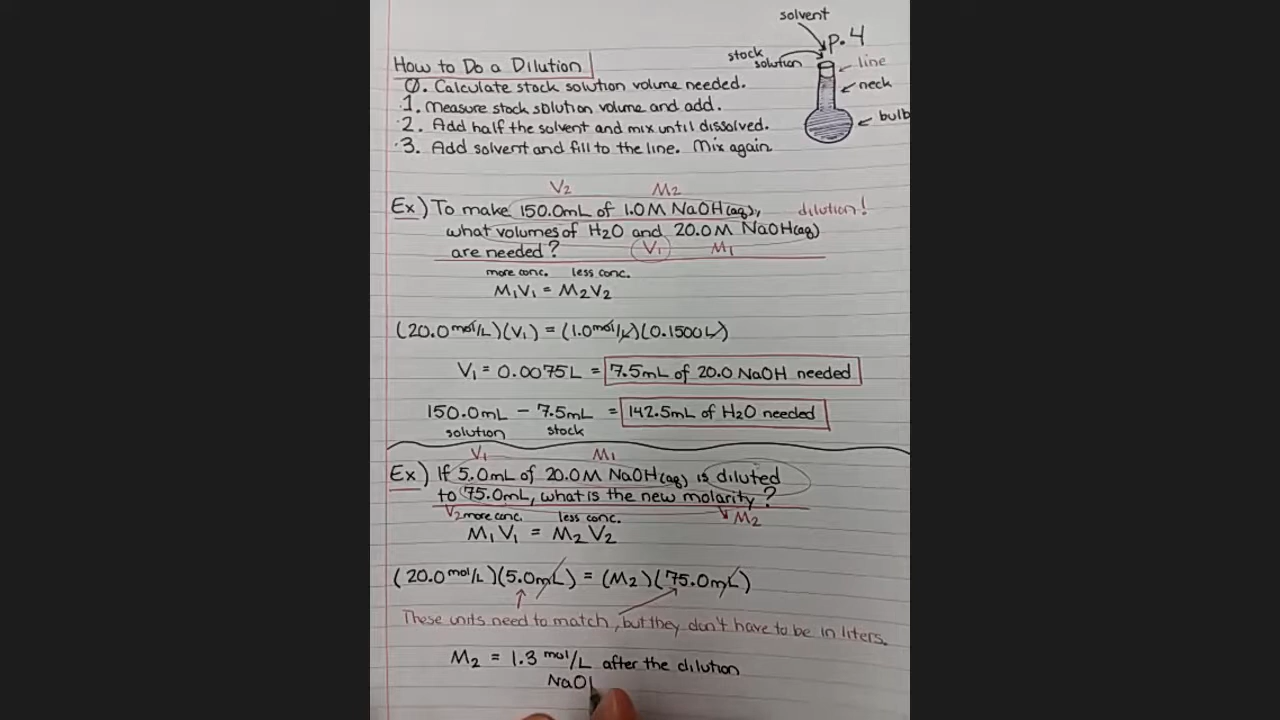 solvent
p.4
stock
solution
line
neck
bulb
How to Do a Dilution
0. Calculate stock solution volume needed.
1. Measure stock solution volume and add.
2. Add half the solvent and mix until dissolved.
3. Add solvent and fill to the line. Mix again
V₂ M₂
Ex) To make 150.0mL of 1.0M NaOH(aq), dilution!
what volumes of H₂O and 20.0M NaOH(aq)
are needed? V₁ M₁
more conc. less conc.
M₁V₁ = M₂V₂
(20.0mol/L)(V₁) = (1.0mol/L)(0.1500L)
V₁ = 0.0075L = 7.5mL of 20.0 NaOH needed
150.0mL − 7.5mL = 142.5mL of H₂O needed
solution stock
V₁ M₁
Ex) If 5.0mL of 20.0M NaOH(aq) is diluted
to 75.0mL, what is the new molarity?
V₂ more conc. less conc. M₂
M₁V₁ = M₂V₂
(20.0mol/L)(5.0mL) = (M₂)(75.0mL)
These units need to match, but they don't have to be in liters.
M₂ = 1.3 mol/L after the dilution
NaO